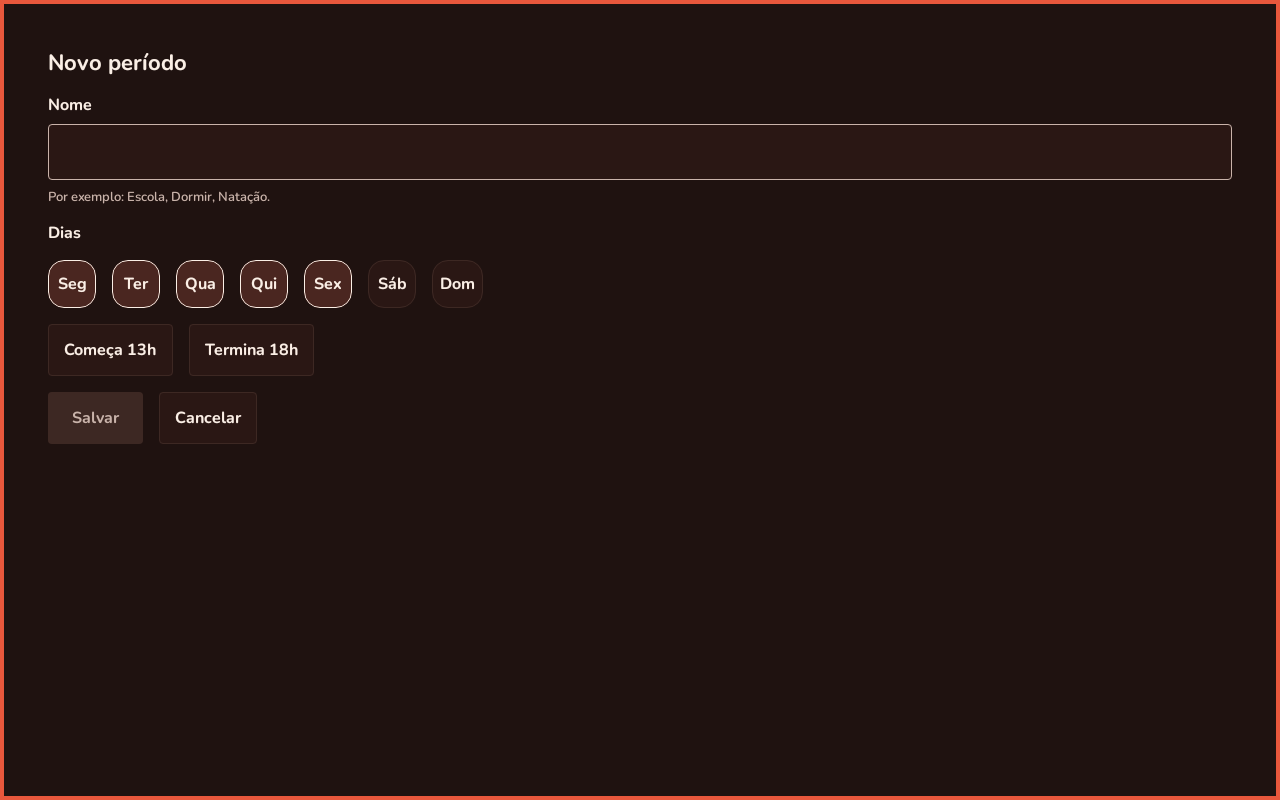 Novo período
Nome
Por exemplo: Escola, Dormir, Natação.
Dias
Seg Ter Qua Qui Sex Sáb Dom
Começa 13h Termina 18h
Salvar Cancelar